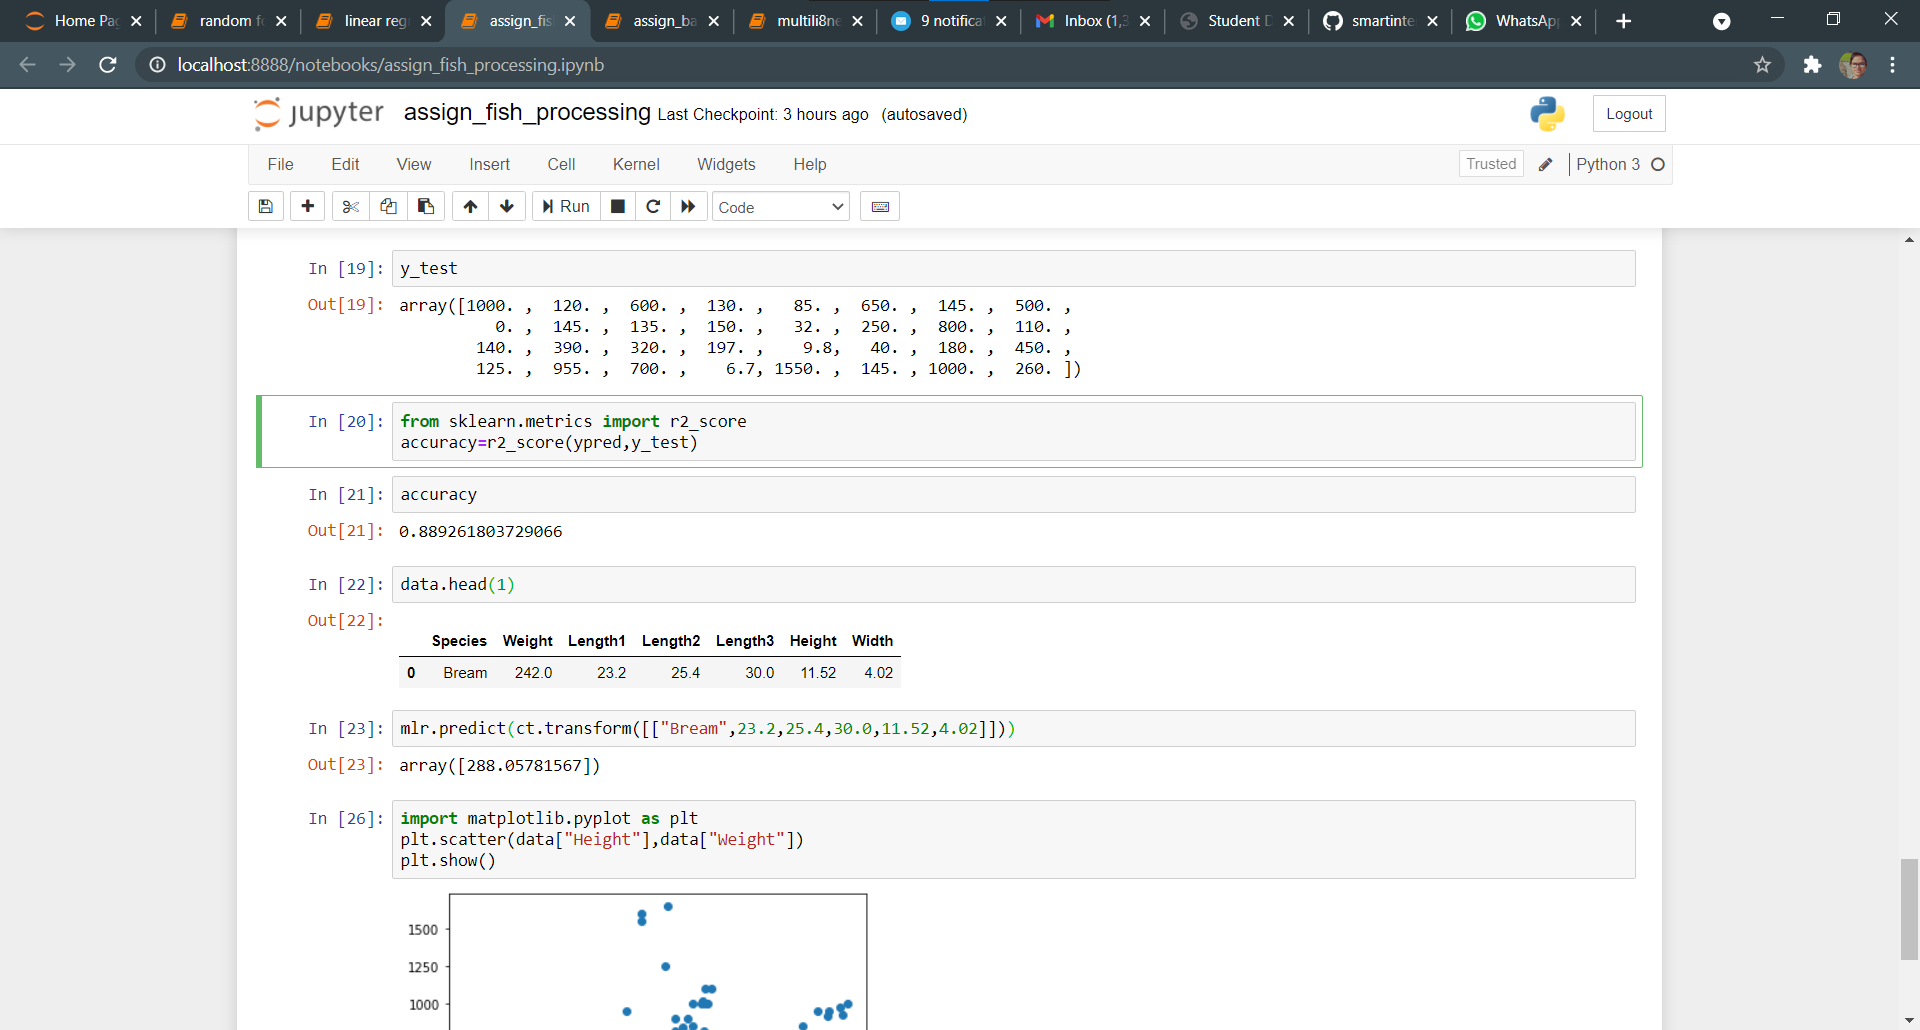 Home Pa
random f
linear reg
assign_fis
assign_ba
multili8ne
9 notifica
Inbox (1,3
Student D
smartinte
WhatsAp
localhost:8888/notebooks/assign_fish_processing.ipynb
jupyter assign_fish_processing Last Checkpoint: 3 hours ago (autosaved)
Logout
File Edit View Insert Cell Kernel Widgets Help
Trusted
Python 3
Run
Code
In [19]: y_test
Out[19]: array([1000. , 120. , 600. , 130. , 85. , 650. , 145. , 500. ,
0. , 145. , 135. , 150. , 32. , 250. , 800. , 110. ,
140. , 390. , 320. , 197. , 9.8, 40. , 180. , 450. ,
125. , 955. , 700. , 6.7, 1550. , 145. , 1000. , 260. ])
In [20]: from sklearn.metrics import r2_score
accuracy=r2_score(ypred,y_test)
In [21]: accuracy
Out[21]: 0.889261803729066
In [22]: data.head(1)
Out[22]:
Species Weight Length1 Length2 Length3 Height Width
0 Bream 242.0 23.2 25.4 30.0 11.52 4.02
In [23]: mlr.predict(ct.transform([["Bream",23.2,25.4,30.0,11.52,4.02]]))
Out[23]: array([288.05781567])
In [26]: import matplotlib.pyplot as plt
plt.scatter(data["Height"],data["Weight"])
plt.show()
1500
1250
1000